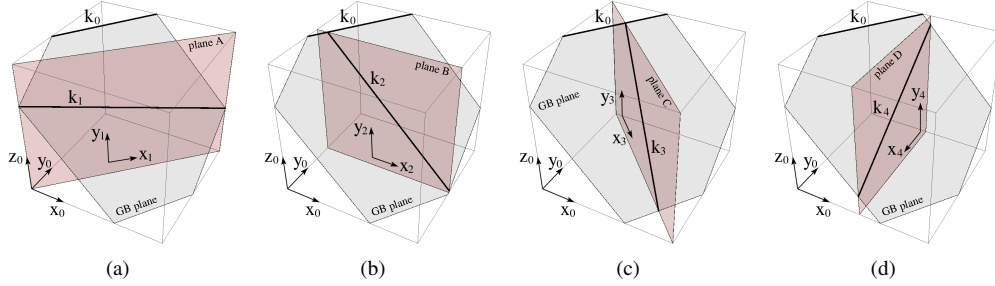 k₀
plane A
k₁
y₁
x₁
z₀
y₀
x₀
GB plane
(a)
k₀
k₂
plane B
y₂
x₂
z₀
y₀
x₀
GB plane
(b)
k₀
plane C
GB plane
y₃
x₃
k₃
z₀
y₀
x₀
(c)
k₀
plane D
k₄
y₄
x₄
z₀
y₀
x₀
GB plane
(d)